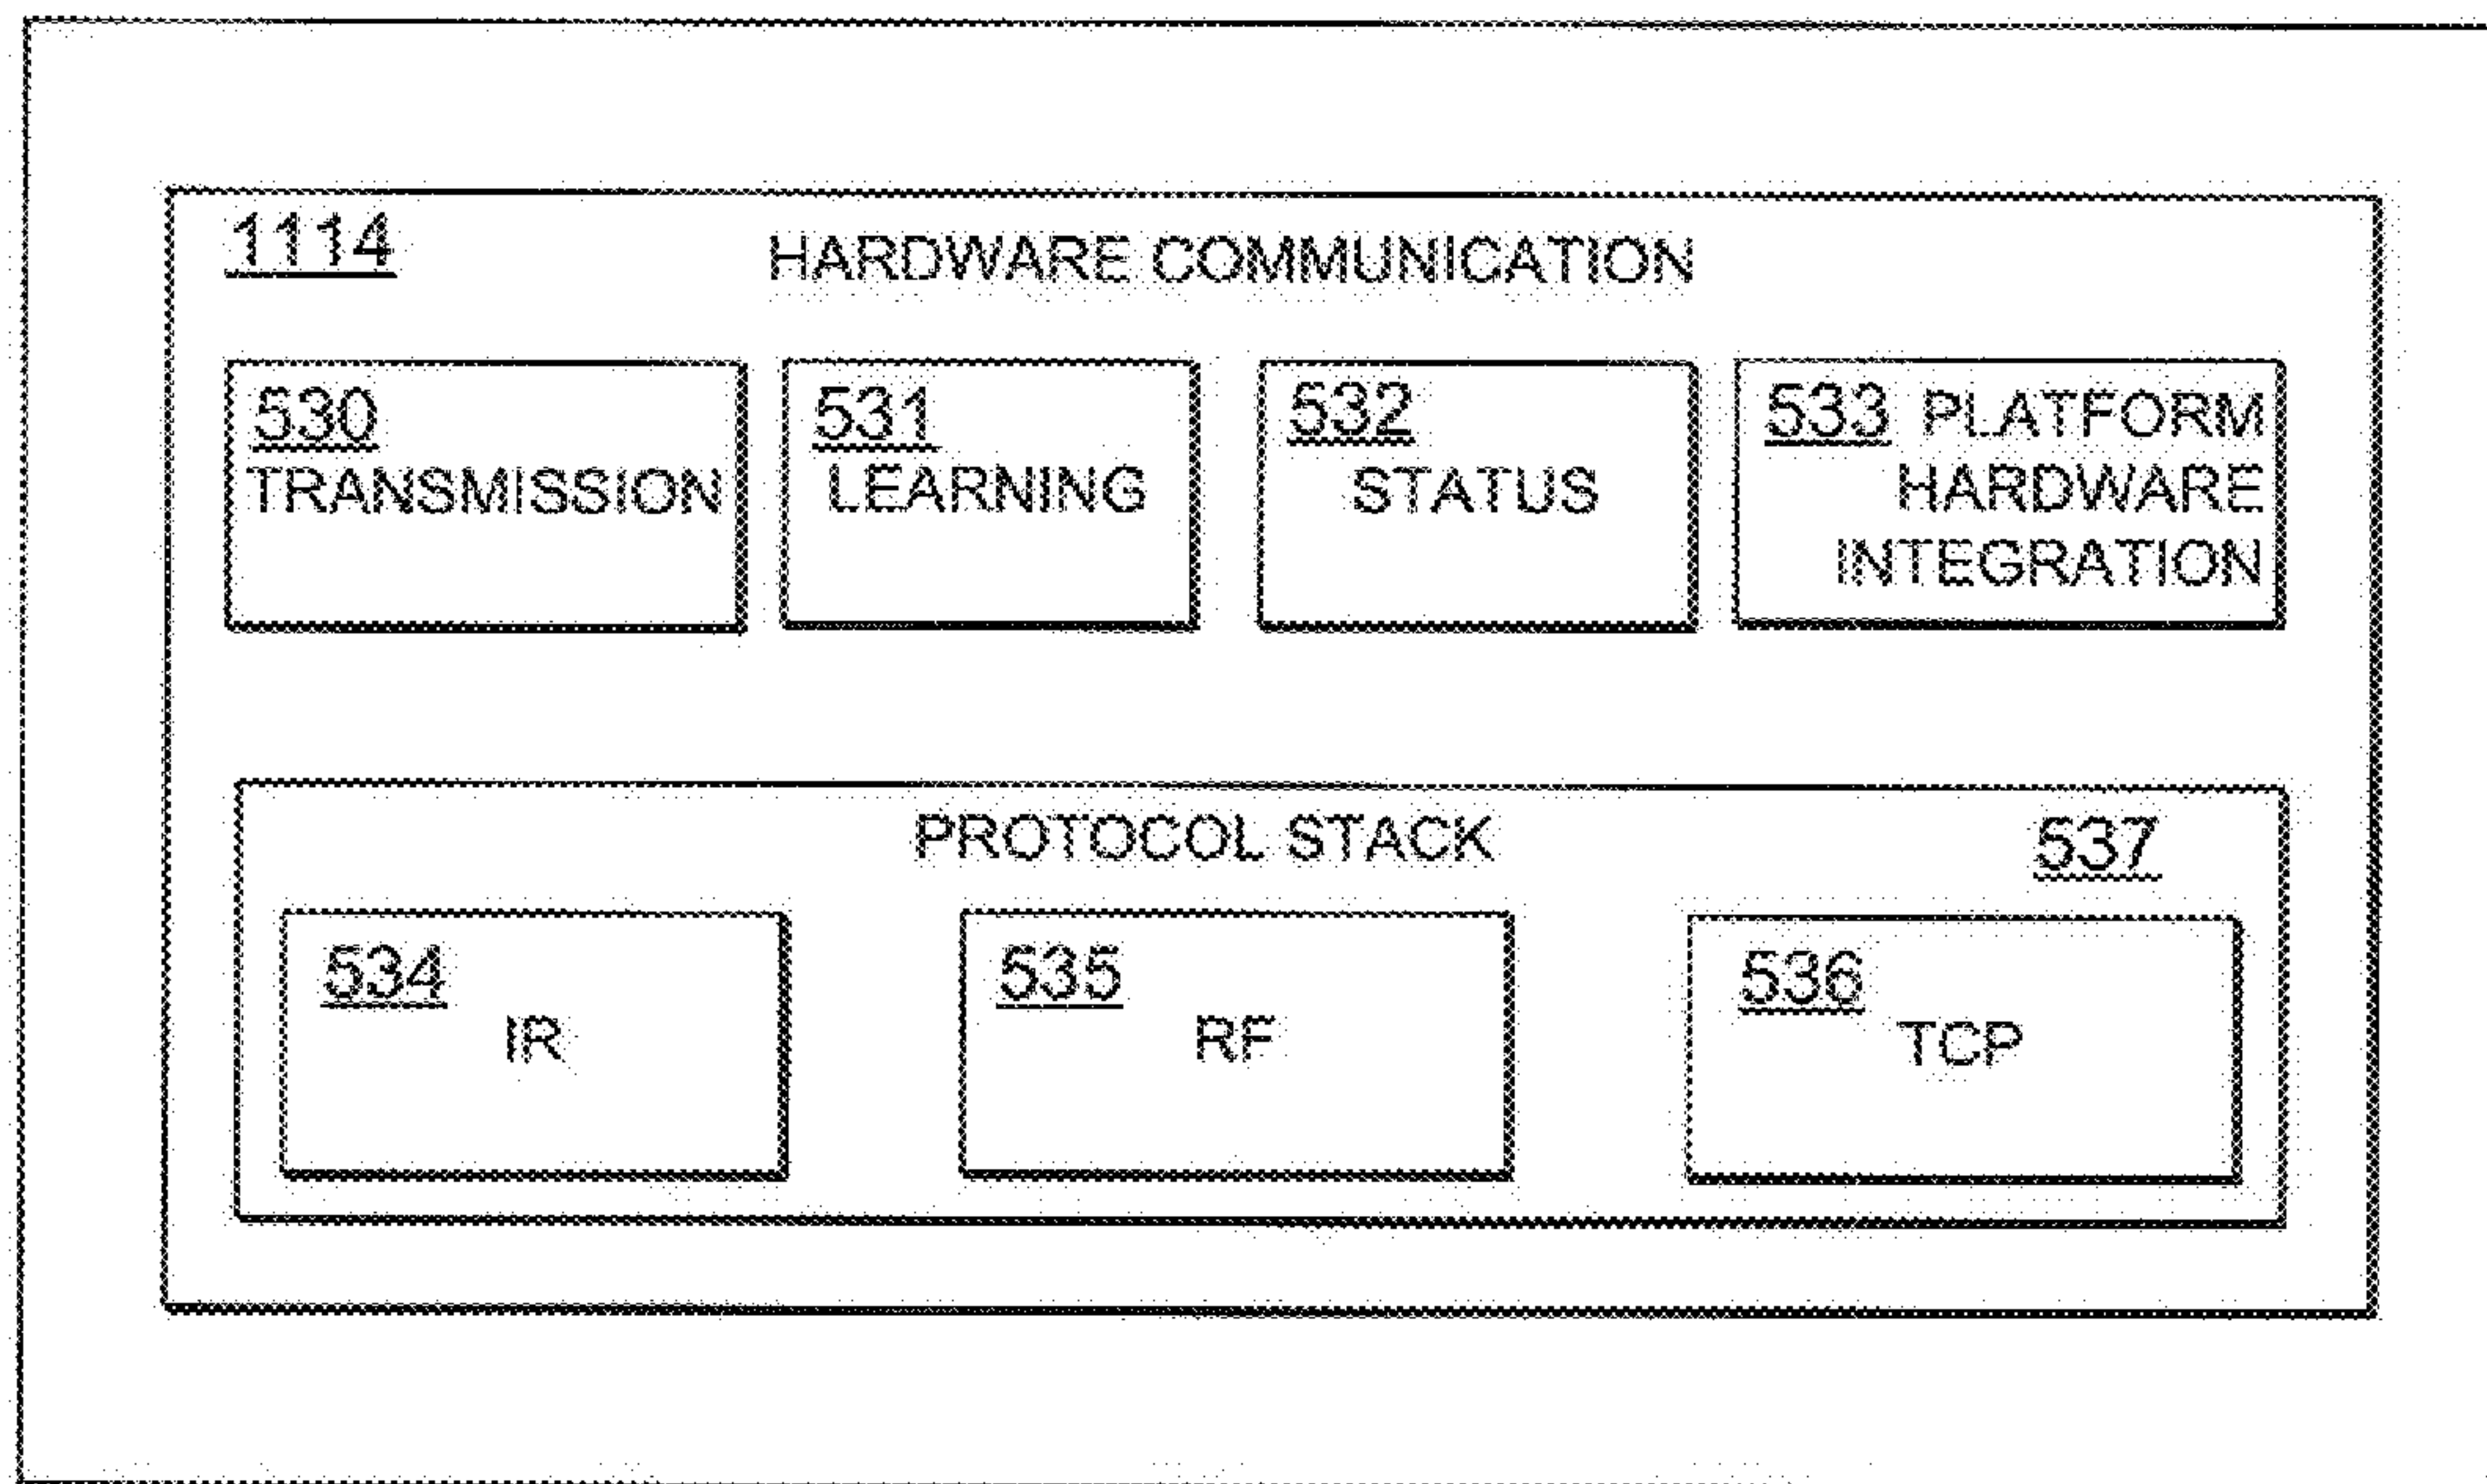 1114
HARDWARE COMMUNICATION
530
TRANSMISSION
531
LEARNING
532
STATUS
533 PLATFORM
HARDWARE
INTEGRATION
PROTOCOL STACK
537
534
IR
535
RF
536
TCP